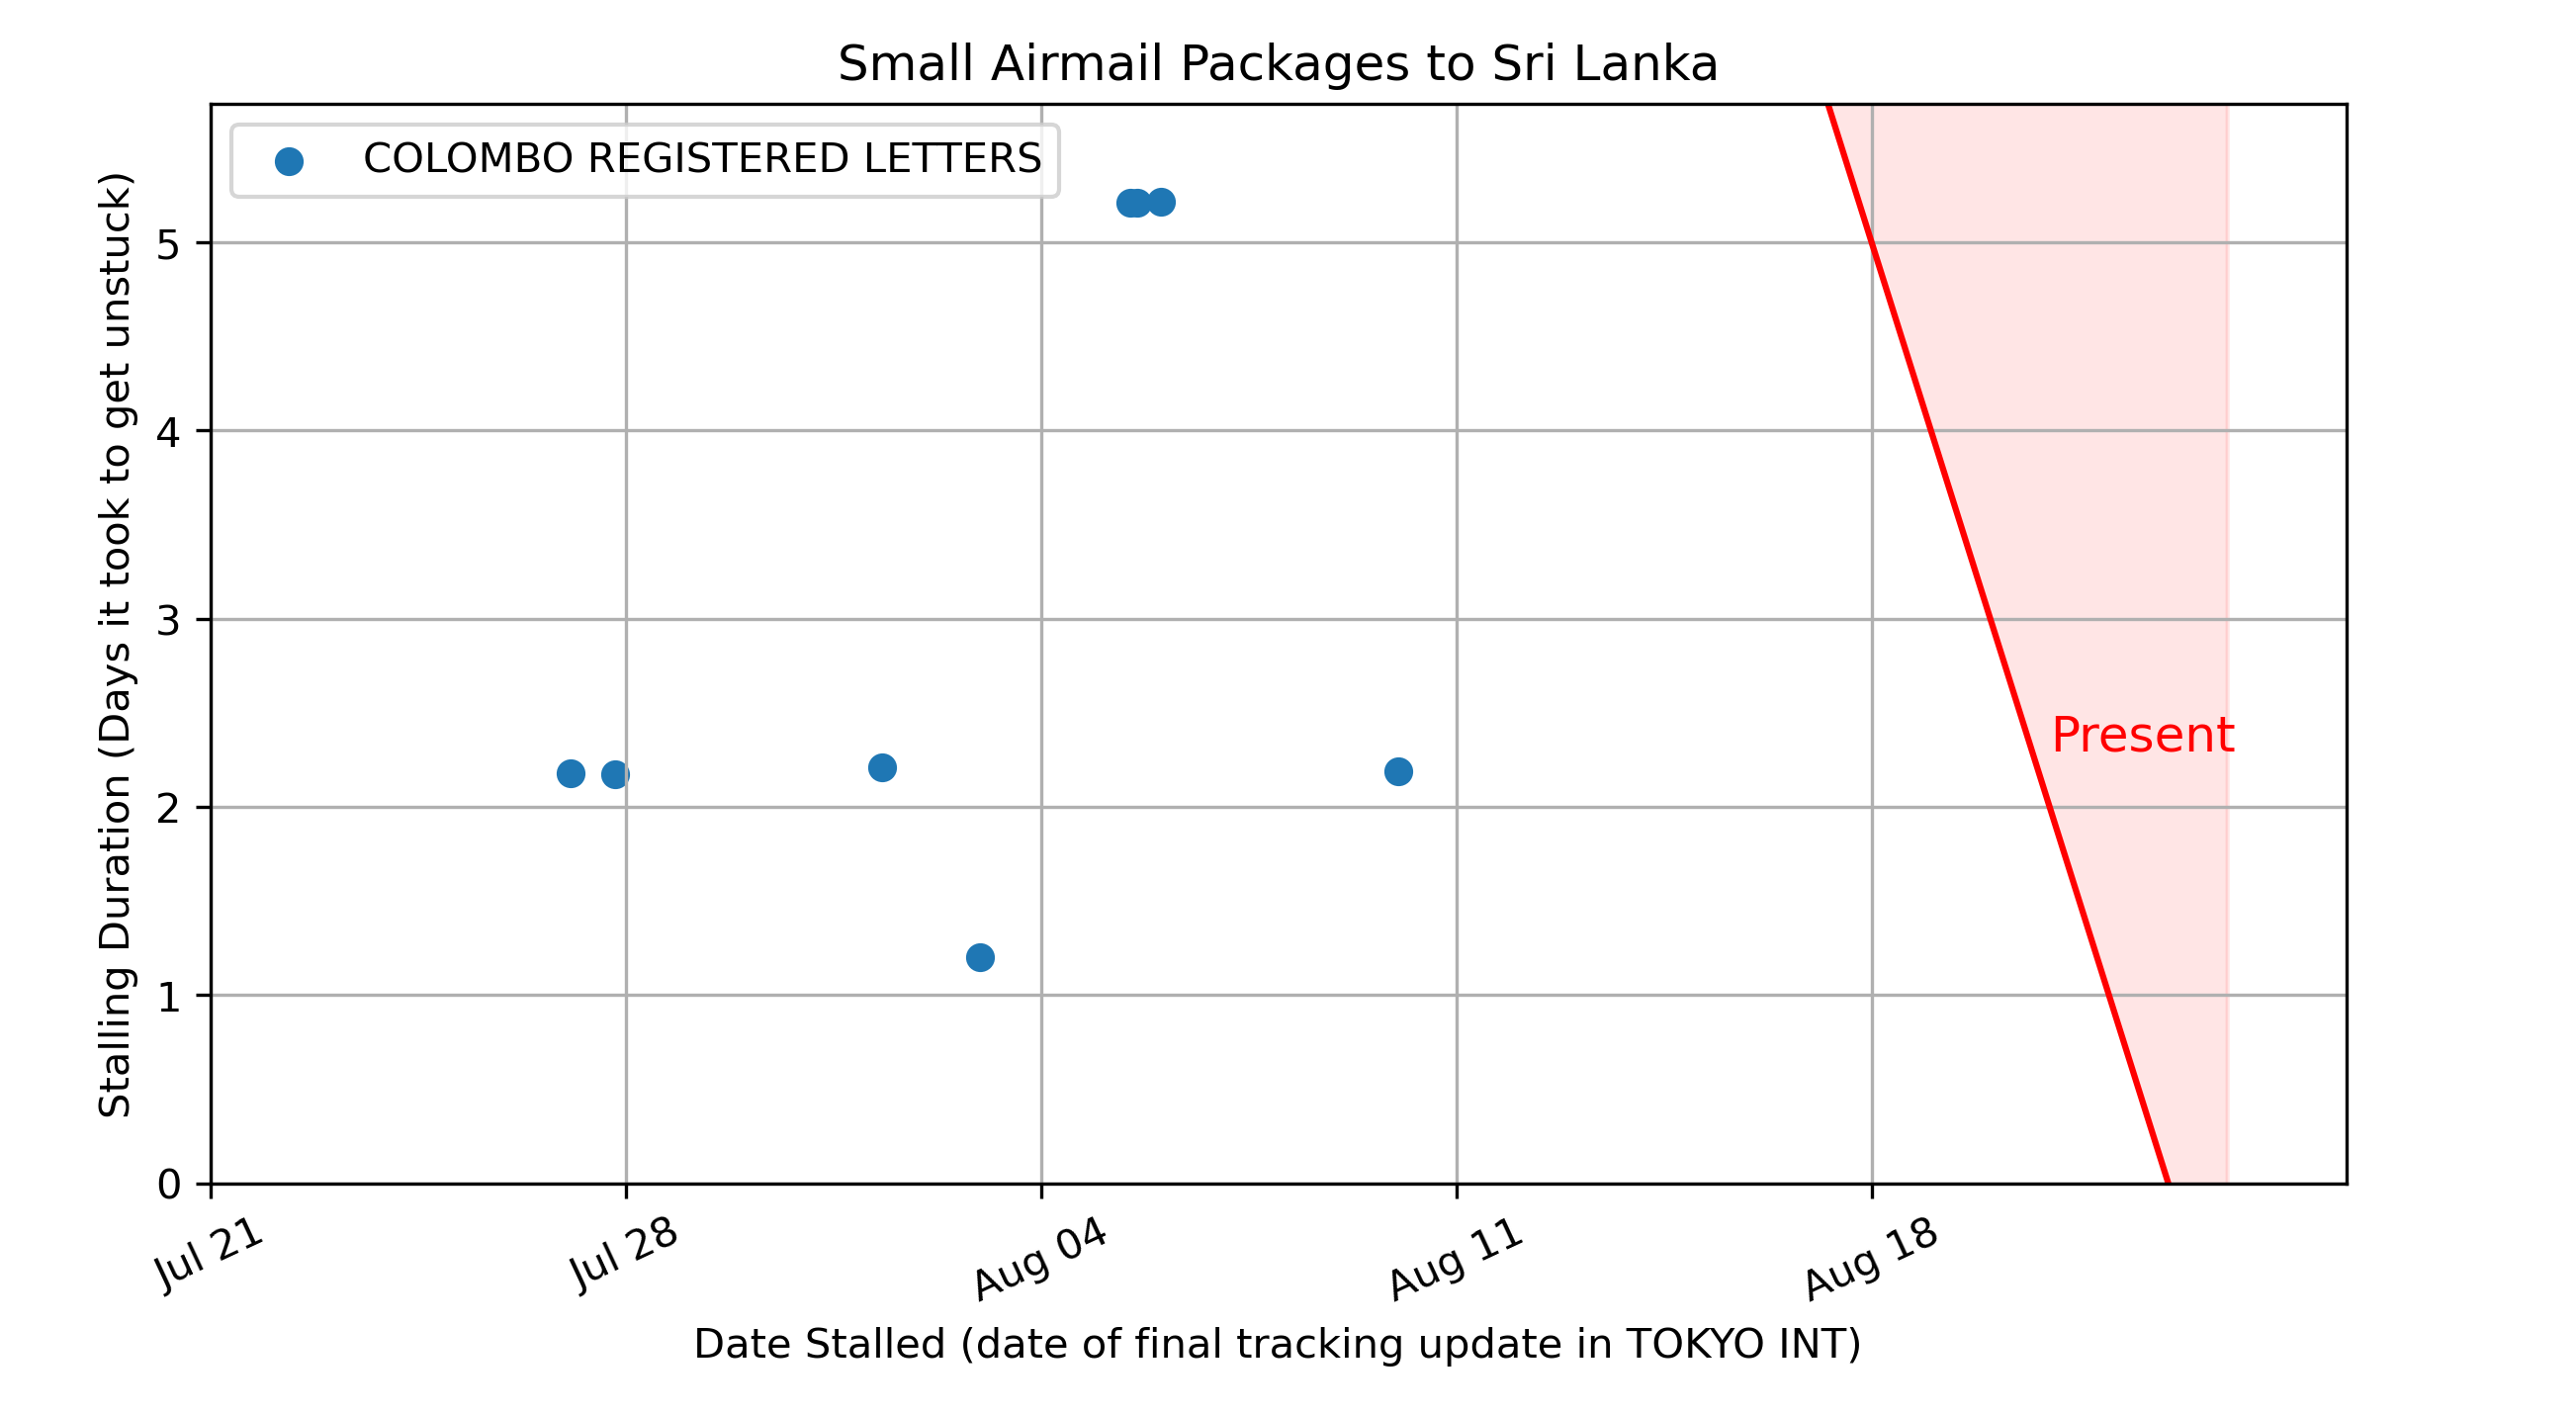 Small Airmail Packages to Sri Lanka
COLOMBO REGISTERED LETTERS
Stalling Duration (Days it took to get unstuck)
5
4
3
2
1
0
Present
Jul 21
Jul 28
Aug 04
Aug 11
Aug 18
Date Stalled (date of final tracking update in TOKYO INT)